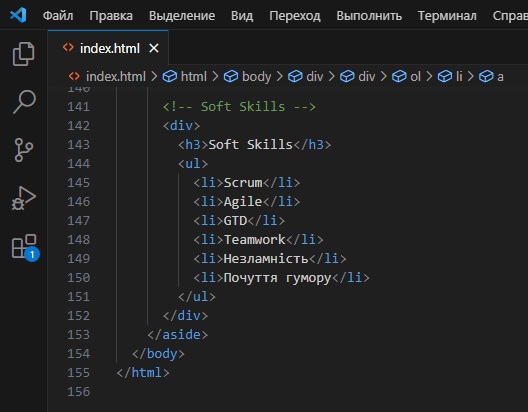 Файл Правка Выделение Вид Переход Выполнить Терминал
index.html
index.html > html > body > div > div > ol > li > a
141 <!-- Soft Skills -->
142 <div>
143 <h3>Soft Skills</h3>
144 <ul>
145 <li>Scrum</li>
146 <li>Agile</li>
147 <li>GTD</li>
148 <li>Teamwork</li>
149 <li>Незламність</li>
150 <li>Почуття гумору</li>
151 </ul>
152 </div>
153 </aside>
154 </body>
155 </html>
156
1